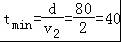 t_min = d/v_2 = 80/2 = 40